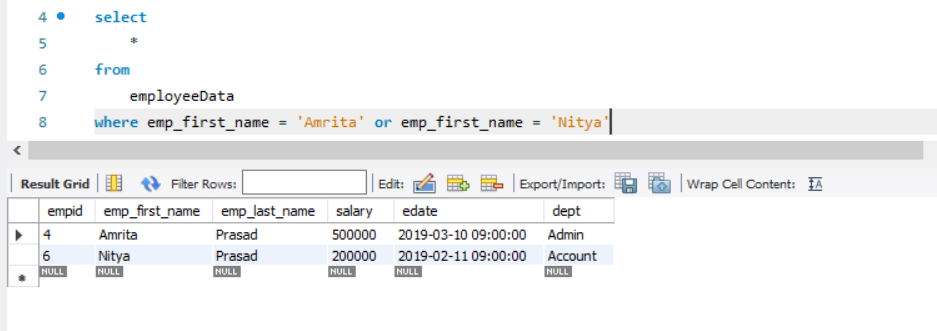 4 select
5 *
6 from
7 employeeData
8 where emp_first_name = 'Amrita' or emp_first_name = 'Nitya'
Result Grid Filter Rows: Edit: Export/Import: Wrap Cell Content:
empid emp_first_name emp_last_name salary edate dept
4 Amrita Prasad 500000 2019-03-10 09:00:00 Admin
6 Nitya Prasad 200000 2019-02-11 09:00:00 Account
NULL NULL NULL NULL NULL NULL